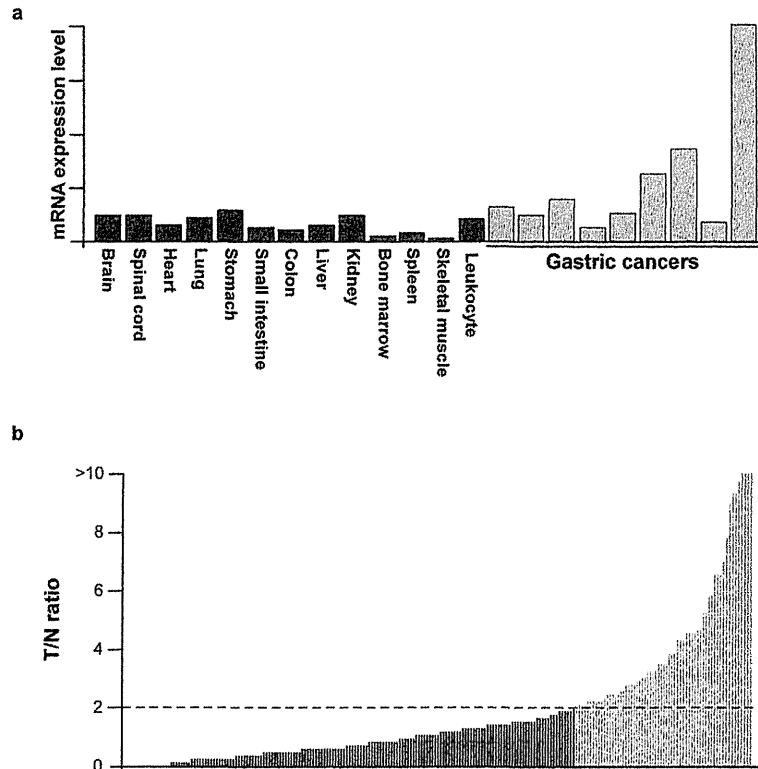 a
mRNA expression level
Brain
Spinal cord
Heart
Lung
Stomach
Small intestine
Colon
Liver
Kidney
Bone marrow
Spleen
Skeletal muscle
Leukocyte
Gastric cancers
b
T/N ratio
>10
8
6
4
2
0